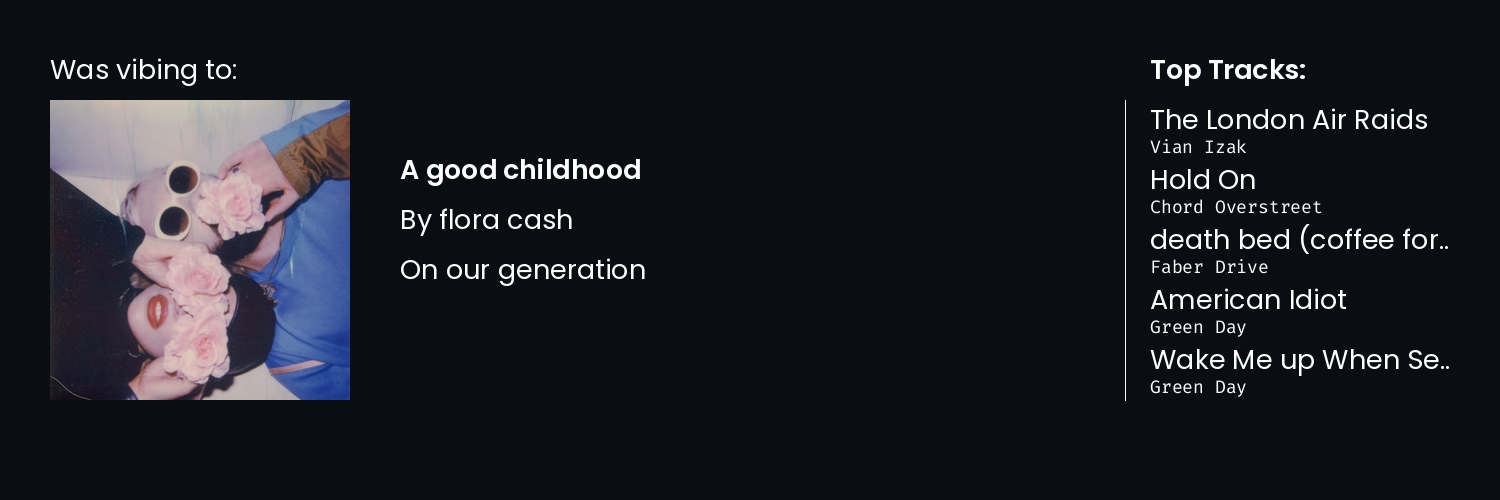 Was vibing to:
A good childhood
By flora cash
On our generation
Top Tracks:
The London Air Raids
Vian Izak
Hold On
Chord Overstreet
death bed (coffee for..
Faber Drive
American Idiot
Green Day
Wake Me up When Se..
Green Day